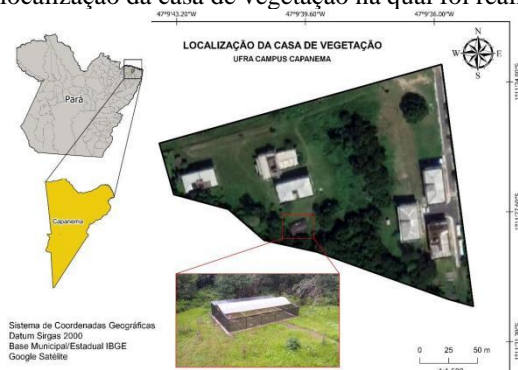 localização da casa de vegetação na qual foi real
47°9'43.20"W
47°9'39.60"W
47°9'36.00"W
LOCALIZAÇÃO DA CASA DE VEGETAÇÃO
UFRA CAMPUS CAPANEMA
N
W
E
S
Pará
Capanema
Sistema de Coordenadas Geográficas
Datum Sirgas 2000
Base Municipal/Estadual IBGE
Google Satélite
0 25 50 m